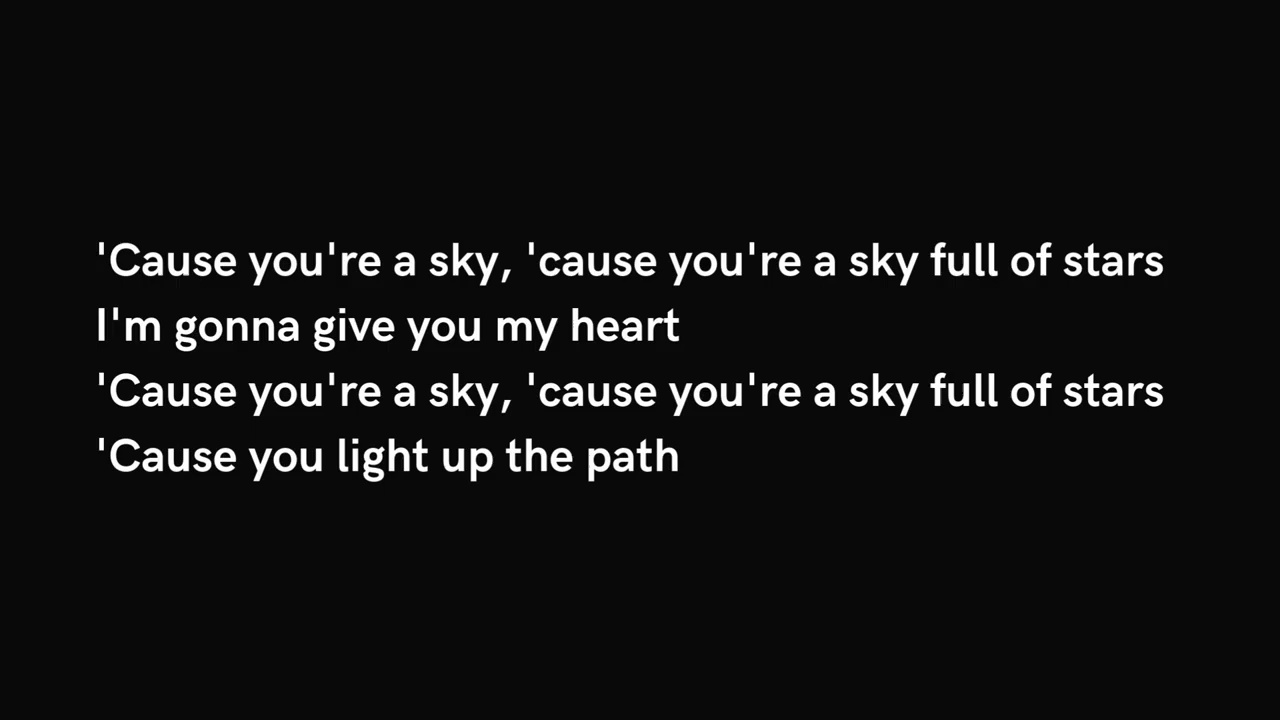 'Cause you're a sky, 'cause you're a sky full of stars
I'm gonna give you my heart
'Cause you're a sky, 'cause you're a sky full of stars
'Cause you light up the path